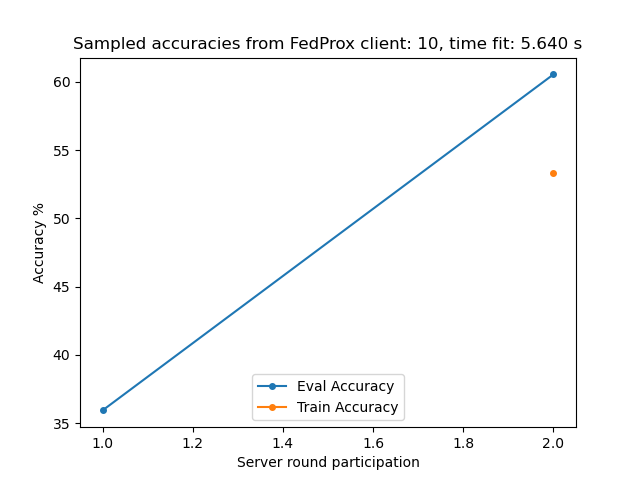 Sampled accuracies from FedProx client: 10, time fit: 5.640 s
60
55
50
45
40
35
Accuracy %
Eval Accuracy
Train Accuracy
1.0 1.2 1.4 1.6 1.8 2.0
Server round participation